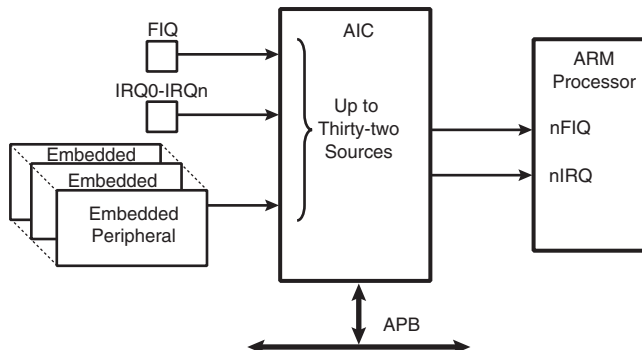 FIQ
IRQ0-IRQn
Embedded
Embedded
Embedded
Peripheral
AIC
Up to
Thirty-two
Sources
ARM
Processor
nFIQ
nIRQ
APB